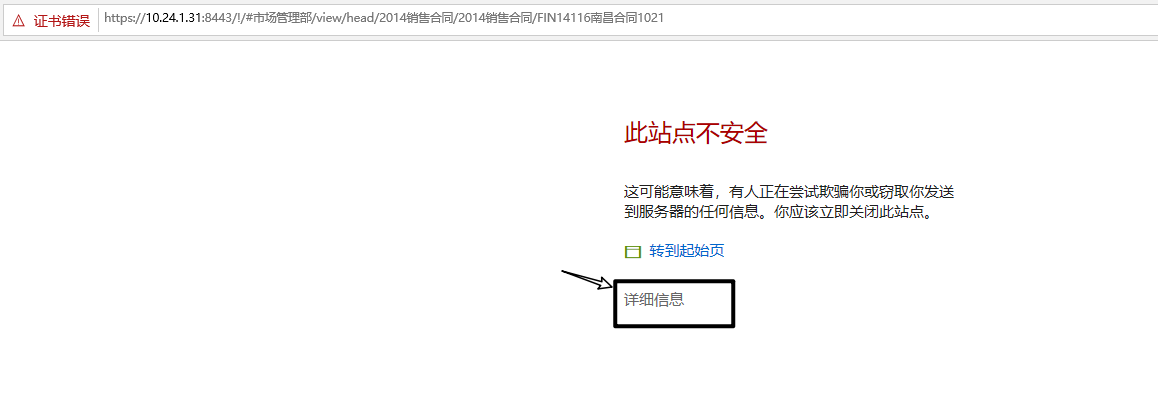 证书错误 https://10.24.1.31:8443/!/#市场管理部/view/head/2014销售合同/2014销售合同/FIN14116南昌合同1021
此站点不安全
这可能意味着，有人正在尝试欺骗你或窃取你发送
到服务器的任何信息。你应该立即关闭此站点。
转到起始页
详细信息